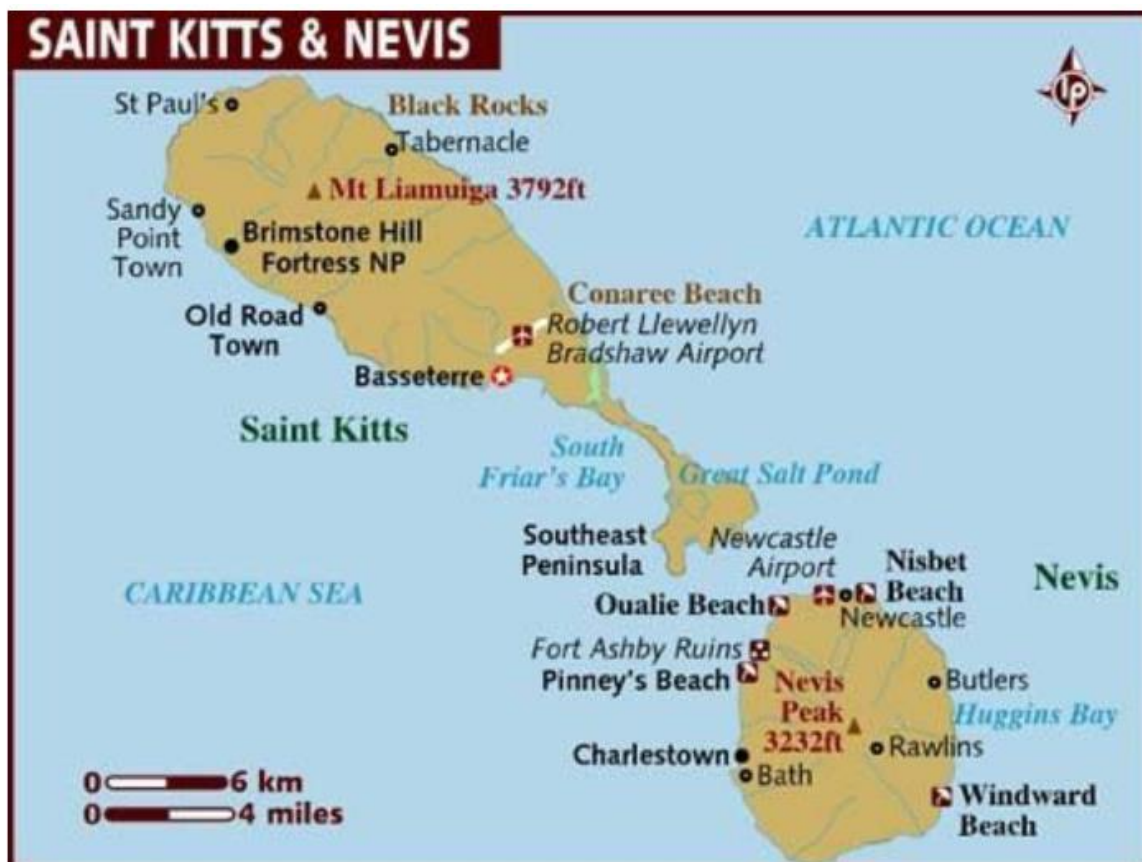 SAINT KITTS & NEVIS
lp
St Paul's
Black Rocks
Tabernacle
Mt Liamuiga 3792ft
Sandy
Point
Town
Brimstone Hill
Fortress NP
ATLANTIC OCEAN
Old Road
Town
Conaree Beach
Robert Llewellyn
Bradshaw Airport
Basseterre
Saint Kitts
South
Friar's Bay
Great Salt Pond
Southeast
Peninsula
Newcastle
Airport
Nisbet
Beach
Nevis
CARIBBEAN SEA
Oualie Beach
Newcastle
Fort Ashby Ruins
Pinney's Beach
Nevis
Peak
3232ft
Butlers
Huggins Bay
Charlestown
Rawlins
Bath
Windward
Beach
0 6 km
0 4 miles